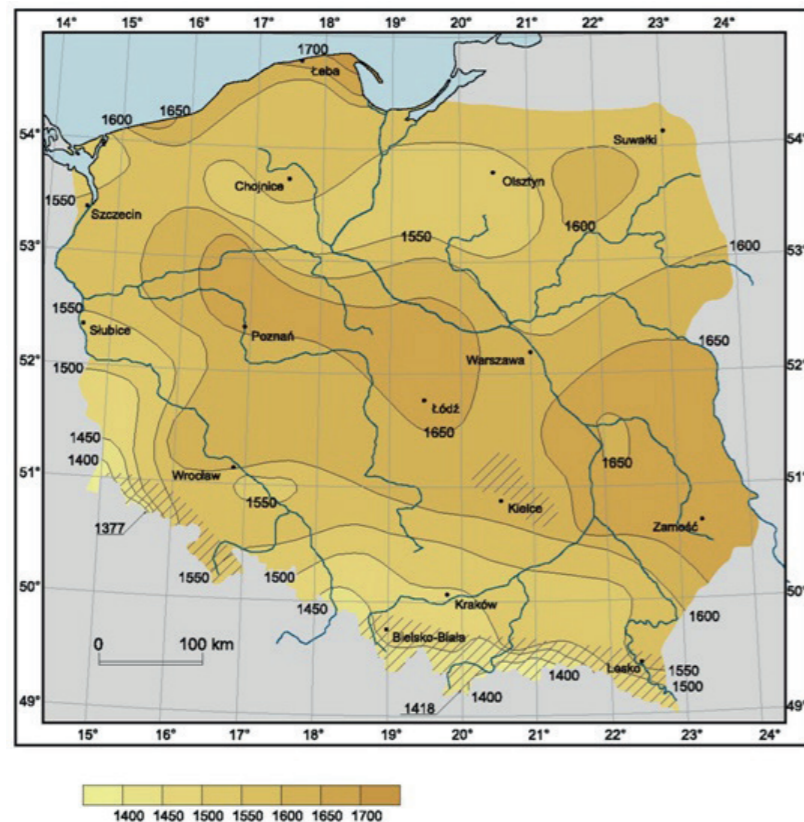 14° 15° 16° 17° 18° 19° 20° 21° 22° 23°
1700
Łeba
1650
1600
54°
54°
Suwałki
Chojnice
Olsztyn
1550
Szczecin
1600
53°
1550
1600
53°
1550
Słubice
Poznań
1650
Warszawa
52°
52°
1500
Łódź
1650
1450
1650
51°
1400
Wrocław
51°
1550
Kielce
Zamość
1377
1550
1500
50°
50°
1450
Kraków
1600
0 100 km
Bielsko-Biała
Lesko
1550
1400
1400
1500
49°
1418
49°
15° 16° 17° 18° 19° 20° 21° 22° 23° 24°
1400 1450 1500 1550 1600 1650 1700